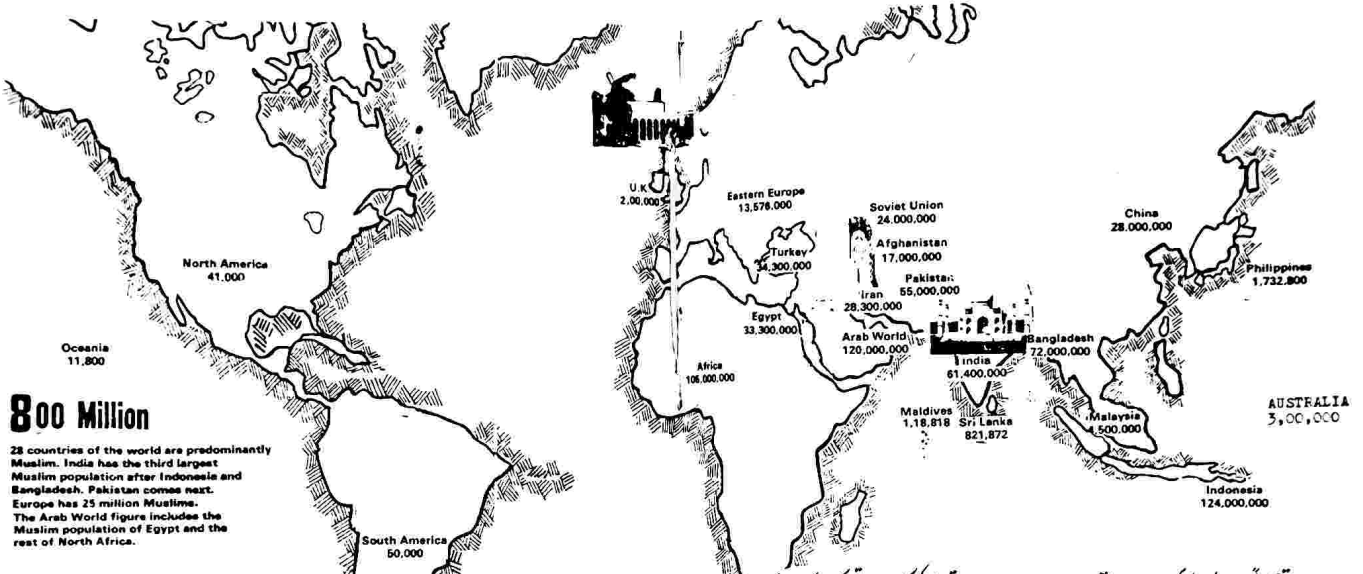 U.K
2,00,000
Eastern Europe
13,576,000
Soviet Union
24,000,000
China
28,000,000
Afghanistan
17,000,000
North America
41,000
Turkey
34,300,000
Pakistan
55,000,000
Philippines
1,732,800
Iran
28,300,000
Egypt
33,300,000
Arab World
120,000,000
Bangladesh
72,000,000
Oceania
11,800
India
61,400,000
Africa
106,000,000
800 Million
AUSTRALIA
3,00,000
Maldives
1,18,818
Sri Lanka
821,872
Malaysia
4,500,000
28 countries of the world are predominantly
Muslim. India has the third largest
Muslim population after Indonesia and
Bangladesh. Pakistan comes next.
Europe has 25 million Muslims.
The Arab World figure includes the
Muslim population of Egypt and the
rest of North Africa.
Indonesia
124,000,000
South America
50,000